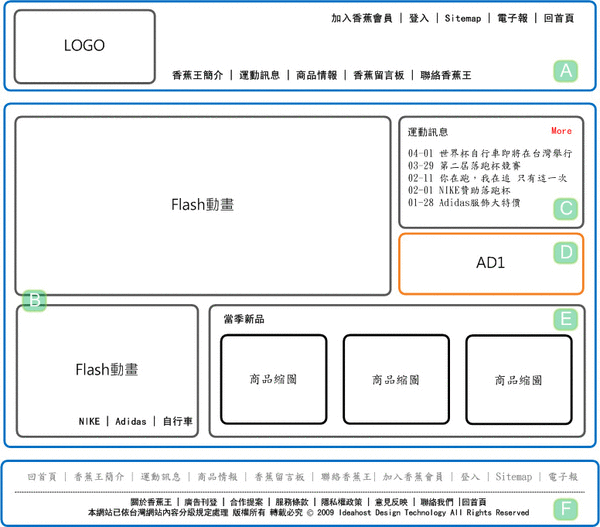 LOGO
加入香蕉會員 | 登入 | Sitemap | 電子報 | 回首頁
香蕉王簡介 | 運動訊息 | 商品情報 | 香蕉留言板 | 聯絡香蕉王
A
Flash動畫
運動訊息 More
04-01 世界杯自行車即將在台灣舉行
03-29 第二屆落跑杯競賽
02-11 你在跑，我在追 只有這一次
02-01 NIKE贊助落跑杯
01-28 Adidas服飾大特價
C
AD1
D
B
Flash動畫
NIKE | Adidas | 自行車
當季新品
E
商品縮圖
商品縮圖
商品縮圖
回首頁 | 香蕉王簡介 | 運動訊息 | 商品情報 | 香蕉留言板 | 聯絡香蕉王| 加入香蕉會員 | 登入 | Sitemap | 電子報
關於香蕉王 | 廣告刊登 | 合作提案 | 服務條款 | 隱私權政策 | 意見反映 | 聯絡我們 |回首頁
本網站已依台灣網站內容分級規定處理 版權所有 轉載必究 © 2009 Ideahost Design Technology All Rights Reserved
F